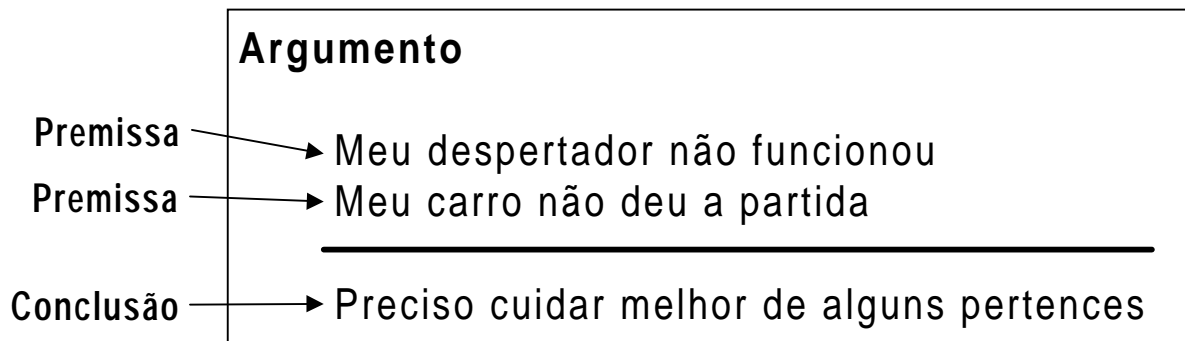 Argumento
Premissa Meu despertador não funcionou
Premissa Meu carro não deu a partida
Conclusão Preciso cuidar melhor de alguns pertences